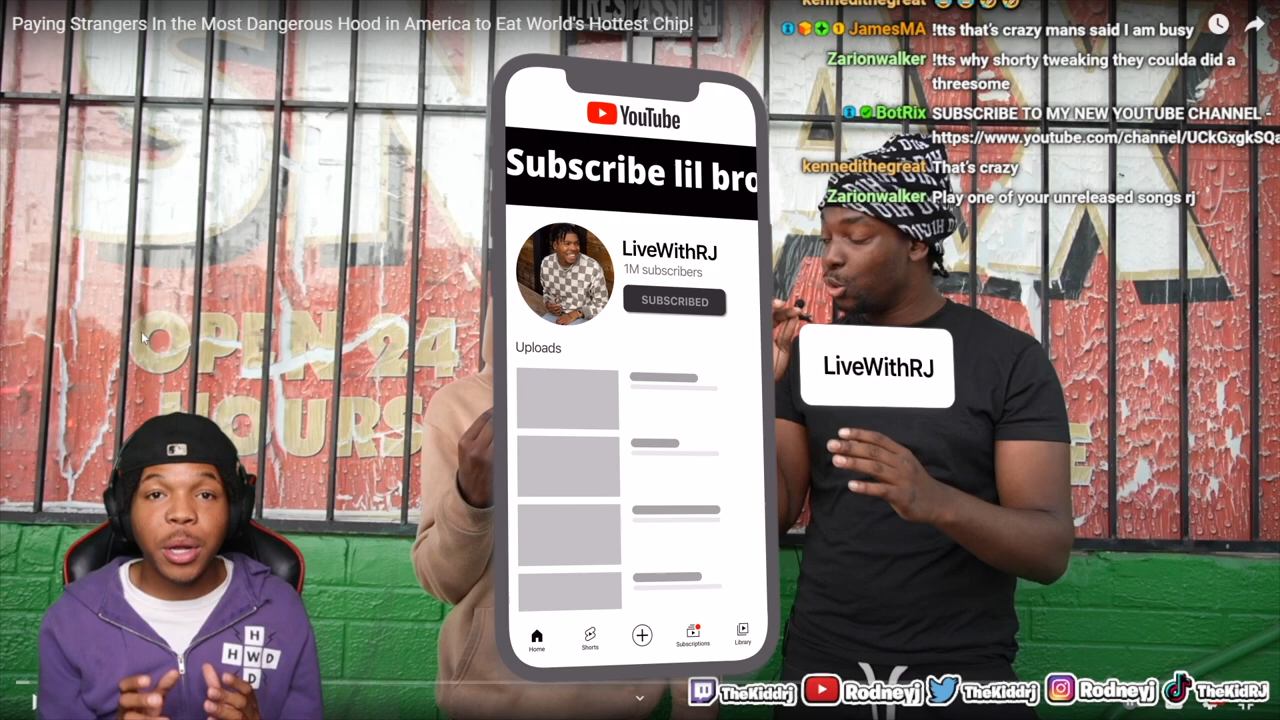 Paying Strangers In the Most Dangerous Hood in America to Eat World's Hottest Chip!
TRESPASSING
kennedithegreat
JamesMA !tts that's crazy mans said I am busy
Zarionwalker !tts why shorty tweaking they coulda did a
threesome
BotRix SUBSCRIBE TO MY NEW YOUTUBE CHANNEL -
https://www.youtube.com/channel/UCkGxgkSQa
kennedithegreat That's crazy
Zarionwalker Play one of your unreleased songs rj
YouTube
Subscribe lil bro
LiveWithRJ
1M subscribers
SUBSCRIBED
Uploads
Home
Shorts
Subscriptions
Library
LiveWithRJ
OPEN 24
HOURS
H
HWD
D
TheKiddrj
Rodneyj
TheKiddrj
Rodneyj
TheKidRJ